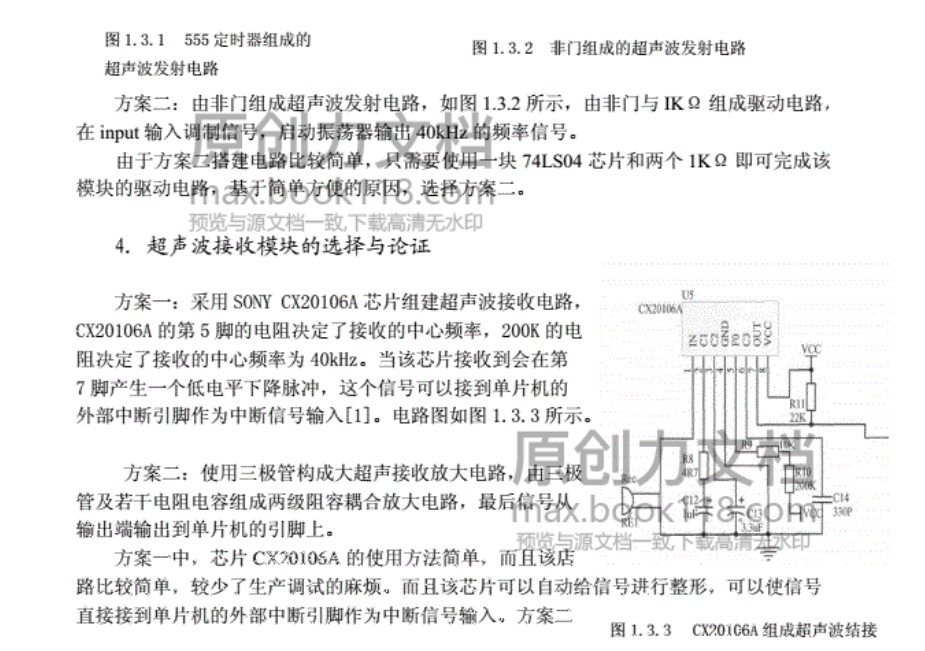 图1.3.1 555定时器组成的
超声波发射电路
图1.3.2 非门组成的超声波发射电路
方案二：由非门组成超声波发射电路，如图 1.3.2 所示，由非门与 IKΩ 组成驱动电路，
在 input 输入调制信号，启动振荡器输出 40kHz 的频率信号。
由于方案二搭建电路比较简单，只需要使用一块 74LS04 芯片和两个 1KΩ 即可完成该
模块的驱动电路，基于简单方便的原因，选择方案二。
原创力文档
max.book118.com
预览与源文档一致,下载高清无水印
4. 超声波接收模块的选择与论证
方案一：采用 SONY CX20106A 芯片组建超声波接收电路，
CX20106A 的第 5 脚的电阻决定了接收的中心频率，200K 的电
阻决定了接收的中心频率为 40kHz。当该芯片接收到会在第
7 脚产生一个低电平下降脉冲，这个信号可以接到单片机的
外部中断引脚作为中断信号输入[1]。电路图如图 1.3.3 所示。
方案二：使用三极管构成大超声接收放大电路，由三极
管及若干电阻电容组成两级阻容耦合放大电路，最后信号从
输出端输出到单片机的引脚上。
方案一中，芯片 CX20106A 的使用方法简单，而且该店
路比较简单，较少了生产调试的麻烦。而且该芯片可以自动给信号进行整形，可以使信号
直接接到单片机的外部中断引脚作为中断信号输入。方案二
U5
CX20106A
IN
C1
C2
GND
F0
C3
OUT
VCC
1
2
3
4
5
6
7
8
VCC
R11
22K
R8
4R7
R9
10K
R10
200K
Rec
RET
C12
1uF
C13
3.3uF
VCC
C14
330P
原创力文档
max.book118.com
预览与源文档一致,下载高清无水印
图 1.3.3 CX20106A 组成超声波结接